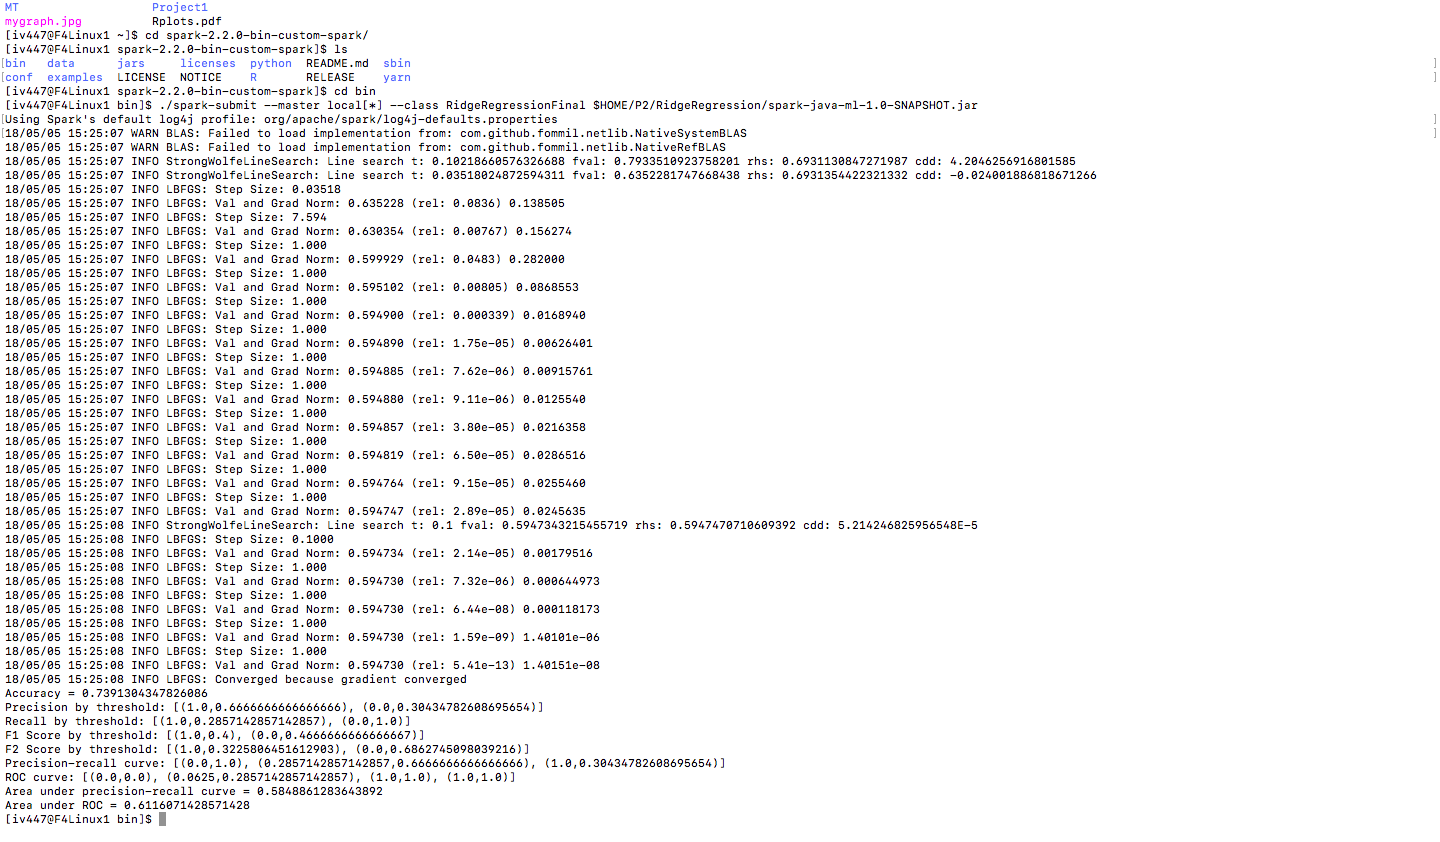 MT Project1
mygraph.jpg Rplots.pdf
[iv447@F4Linux1 ~]$ cd spark-2.2.0-bin-custom-spark/
[iv447@F4Linux1 spark-2.2.0-bin-custom-spark]$ ls
[bin data jars licenses python README.md sbin ]
[conf examples LICENSE NOTICE R RELEASE yarn ]
[iv447@F4Linux1 spark-2.2.0-bin-custom-spark]$ cd bin
[iv447@F4Linux1 bin]$ ./spark-submit --master local[*] --class RidgeRegressionFinal $HOME/P2/RidgeRegression/spark-java-ml-1.0-SNAPSHOT.jar
[Using Spark's default log4j profile: org/apache/spark/log4j-defaults.properties ]
[18/05/05 15:25:07 WARN BLAS: Failed to load implementation from: com.github.fommil.netlib.NativeSystemBLAS ]
18/05/05 15:25:07 WARN BLAS: Failed to load implementation from: com.github.fommil.netlib.NativeRefBLAS
18/05/05 15:25:07 INFO StrongWolfeLineSearch: Line search t: 0.10218660576326688 fval: 0.7933510923758201 rhs: 0.6931130847271987 cdd: 4.2046256916801585
18/05/05 15:25:07 INFO StrongWolfeLineSearch: Line search t: 0.03518024872594311 fval: 0.6352281747668438 rhs: 0.6931354422321332 cdd: -0.024001886818671266
18/05/05 15:25:07 INFO LBFGS: Step Size: 0.03518
18/05/05 15:25:07 INFO LBFGS: Val and Grad Norm: 0.635228 (rel: 0.0836) 0.138505
18/05/05 15:25:07 INFO LBFGS: Step Size: 7.594
18/05/05 15:25:07 INFO LBFGS: Val and Grad Norm: 0.630354 (rel: 0.00767) 0.156274
18/05/05 15:25:07 INFO LBFGS: Step Size: 1.000
18/05/05 15:25:07 INFO LBFGS: Val and Grad Norm: 0.599929 (rel: 0.0483) 0.282000
18/05/05 15:25:07 INFO LBFGS: Step Size: 1.000
18/05/05 15:25:07 INFO LBFGS: Val and Grad Norm: 0.595102 (rel: 0.00805) 0.0868553
18/05/05 15:25:07 INFO LBFGS: Step Size: 1.000
18/05/05 15:25:07 INFO LBFGS: Val and Grad Norm: 0.594900 (rel: 0.000339) 0.0168940
18/05/05 15:25:07 INFO LBFGS: Step Size: 1.000
18/05/05 15:25:07 INFO LBFGS: Val and Grad Norm: 0.594890 (rel: 1.75e-05) 0.00626401
18/05/05 15:25:07 INFO LBFGS: Step Size: 1.000
18/05/05 15:25:07 INFO LBFGS: Val and Grad Norm: 0.594885 (rel: 7.62e-06) 0.00915761
18/05/05 15:25:07 INFO LBFGS: Step Size: 1.000
18/05/05 15:25:07 INFO LBFGS: Val and Grad Norm: 0.594880 (rel: 9.11e-06) 0.0125540
18/05/05 15:25:07 INFO LBFGS: Step Size: 1.000
18/05/05 15:25:07 INFO LBFGS: Val and Grad Norm: 0.594857 (rel: 3.80e-05) 0.0216358
18/05/05 15:25:07 INFO LBFGS: Step Size: 1.000
18/05/05 15:25:07 INFO LBFGS: Val and Grad Norm: 0.594819 (rel: 6.50e-05) 0.0286516
18/05/05 15:25:07 INFO LBFGS: Step Size: 1.000
18/05/05 15:25:07 INFO LBFGS: Val and Grad Norm: 0.594764 (rel: 9.15e-05) 0.0255460
18/05/05 15:25:07 INFO LBFGS: Step Size: 1.000
18/05/05 15:25:07 INFO LBFGS: Val and Grad Norm: 0.594747 (rel: 2.89e-05) 0.0245635
18/05/05 15:25:08 INFO StrongWolfeLineSearch: Line search t: 0.1 fval: 0.5947343215455719 rhs: 0.5947470710609392 cdd: 5.214246825956548E-5
18/05/05 15:25:08 INFO LBFGS: Step Size: 0.1000
18/05/05 15:25:08 INFO LBFGS: Val and Grad Norm: 0.594734 (rel: 2.14e-05) 0.00179516
18/05/05 15:25:08 INFO LBFGS: Step Size: 1.000
18/05/05 15:25:08 INFO LBFGS: Val and Grad Norm: 0.594730 (rel: 7.32e-06) 0.000644973
18/05/05 15:25:08 INFO LBFGS: Step Size: 1.000
18/05/05 15:25:08 INFO LBFGS: Val and Grad Norm: 0.594730 (rel: 6.44e-08) 0.000118173
18/05/05 15:25:08 INFO LBFGS: Step Size: 1.000
18/05/05 15:25:08 INFO LBFGS: Val and Grad Norm: 0.594730 (rel: 1.59e-09) 1.40101e-06
18/05/05 15:25:08 INFO LBFGS: Step Size: 1.000
18/05/05 15:25:08 INFO LBFGS: Val and Grad Norm: 0.594730 (rel: 5.41e-13) 1.40151e-08
18/05/05 15:25:08 INFO LBFGS: Converged because gradient converged
Accuracy = 0.7391304347826086
Precision by threshold: [(1.0,0.6666666666666666), (0.0,0.30434782608695654)]
Recall by threshold: [(1.0,0.2857142857142857), (0.0,1.0)]
F1 Score by threshold: [(1.0,0.4), (0.0,0.4666666666666667)]
F2 Score by threshold: [(1.0,0.3225806451612903), (0.0,0.6862745098039216)]
Precision-recall curve: [(0.0,1.0), (0.2857142857142857,0.6666666666666666), (1.0,0.30434782608695654)]
ROC curve: [(0.0,0.0), (0.0625,0.2857142857142857), (1.0,1.0), (1.0,1.0)]
Area under precision-recall curve = 0.5848861283643892
Area under ROC = 0.6116071428571428
[iv447@F4Linux1 bin]$